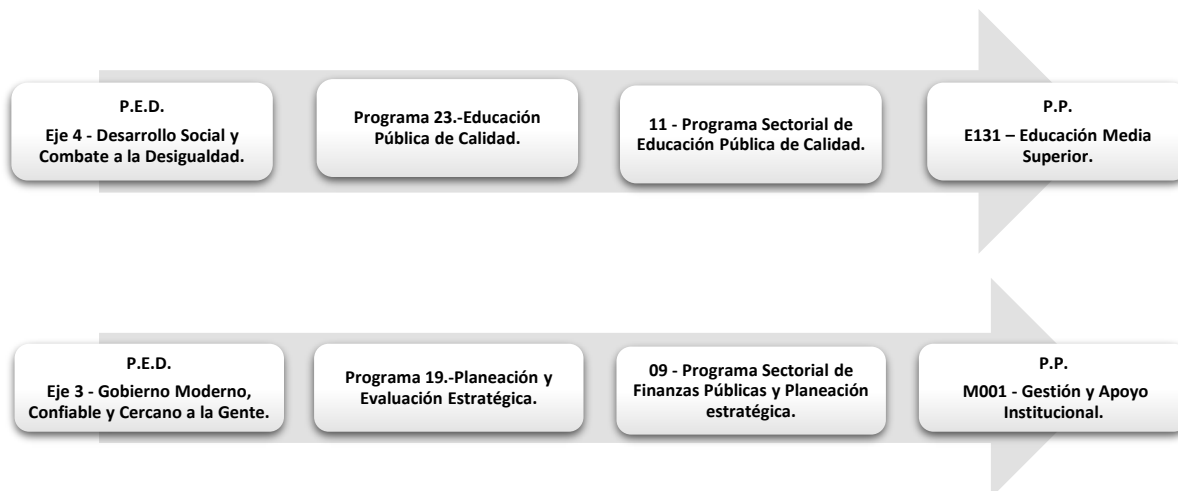 P.E.D.
Eje 4 - Desarrollo Social y
Combate a la Desigualdad.
Programa 23.-Educación
Pública de Calidad.
11 - Programa Sectorial de
Educación Pública de Calidad.
P.P.
E131 – Educación Media
Superior.
P.E.D.
Eje 3 - Gobierno Moderno,
Confiable y Cercano a la Gente.
Programa 19.-Planeación y
Evaluación Estratégica.
09 - Programa Sectorial de
Finanzas Públicas y Planeación
estratégica.
P.P.
M001 - Gestión y Apoyo
Institucional.